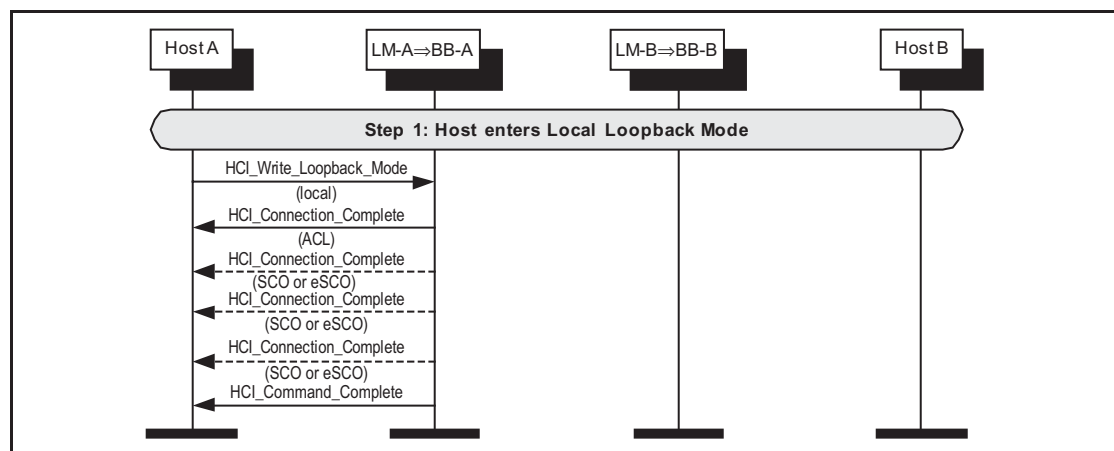 Host A
LM-A⇒BB-A
LM-B⇒BB-B
Host B
Step 1: Host enters Local Loopback Mode
HCI_Write_Loopback_Mode
(local)
HCI_Connection_Complete
(ACL)
HCI_Connection_Complete
(SCO or eSCO)
HCI_Connection_Complete
(SCO or eSCO)
HCI_Connection_Complete
(SCO or eSCO)
HCI_Command_Complete